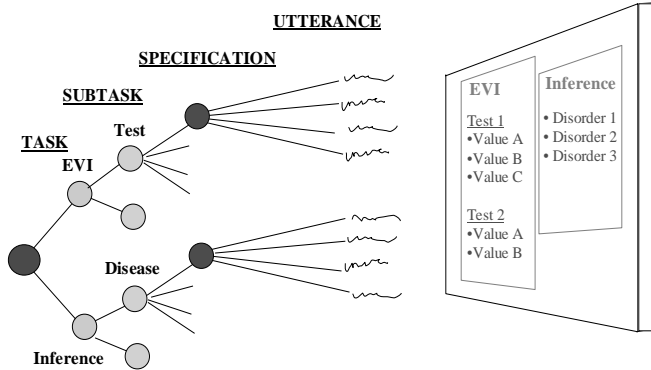 UTTERANCE
SPECIFICATION
SUBTASK
TASK
Test
EVI
Disease
Inference
EVI
Test 1
•Value A
•Value B
•Value C
Test 2
•Value A
•Value B
Inference
• Disorder 1
• Disorder 2
• Disorder 3